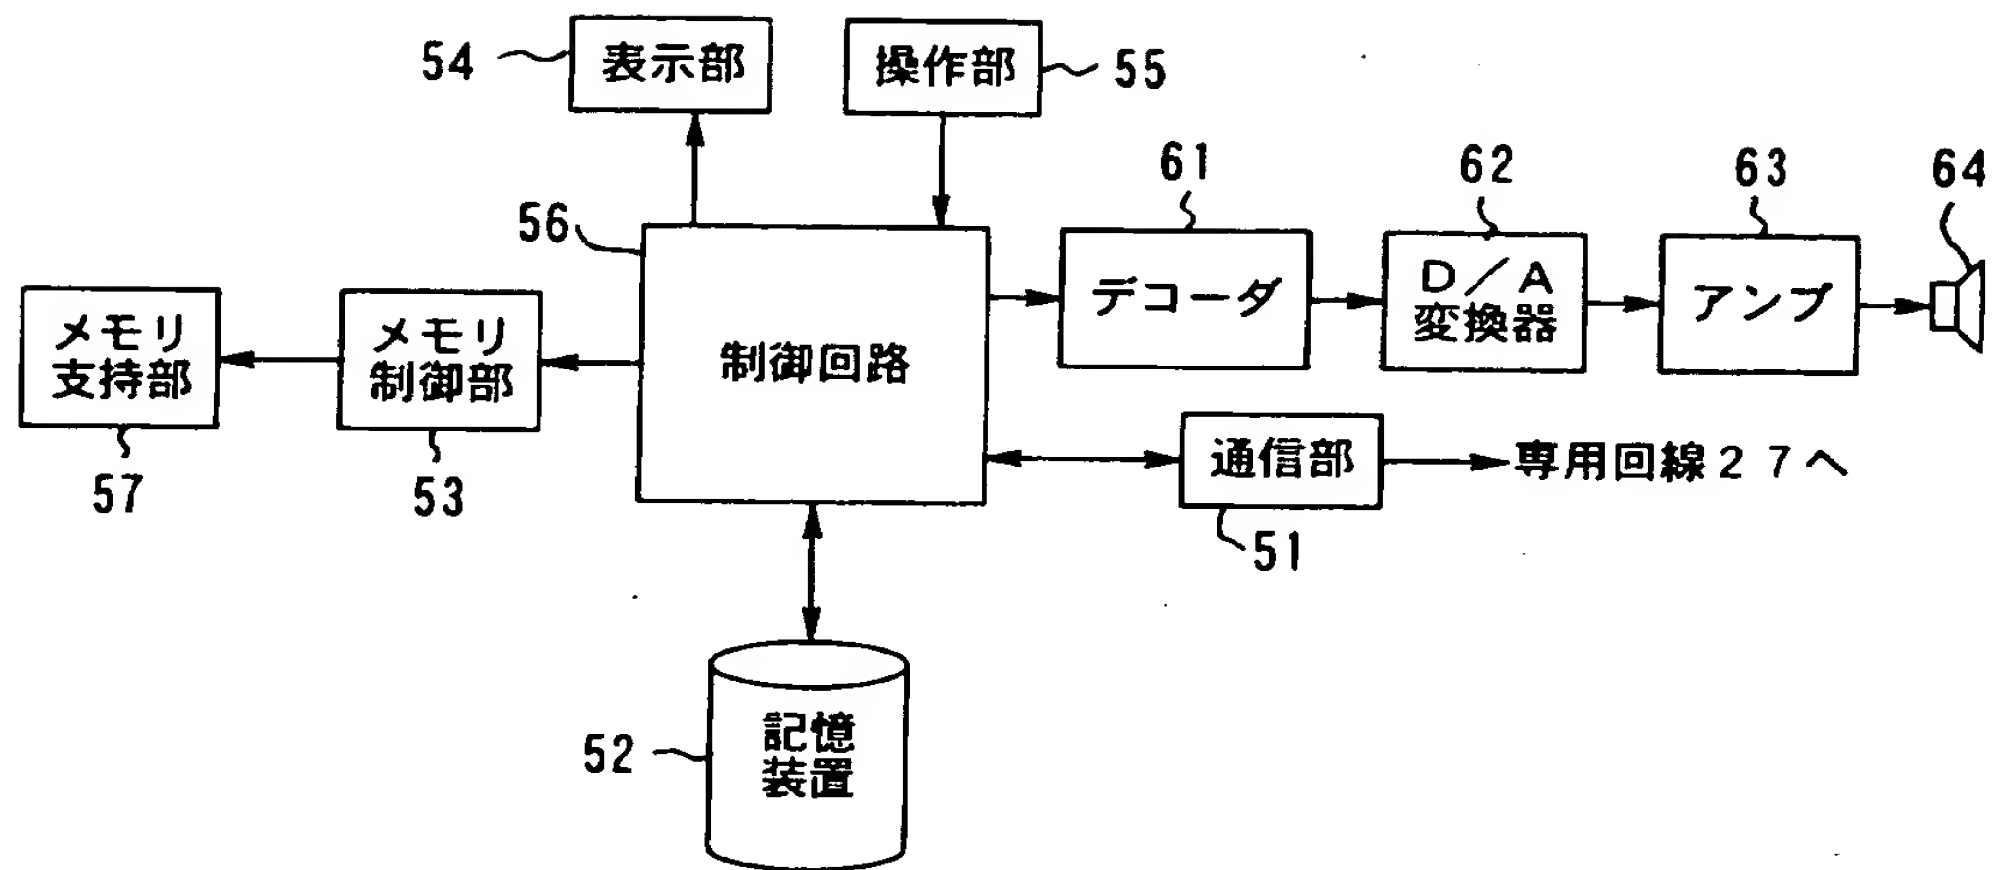 54
表示部
操作部
55
61
62
63
64
56
メモリ
支持部
メモリ
制御部
制御回路
デコーダ
D/A
変換器
アンプ
57
53
通信部
専用回線27へ
51
52
記憶
装置